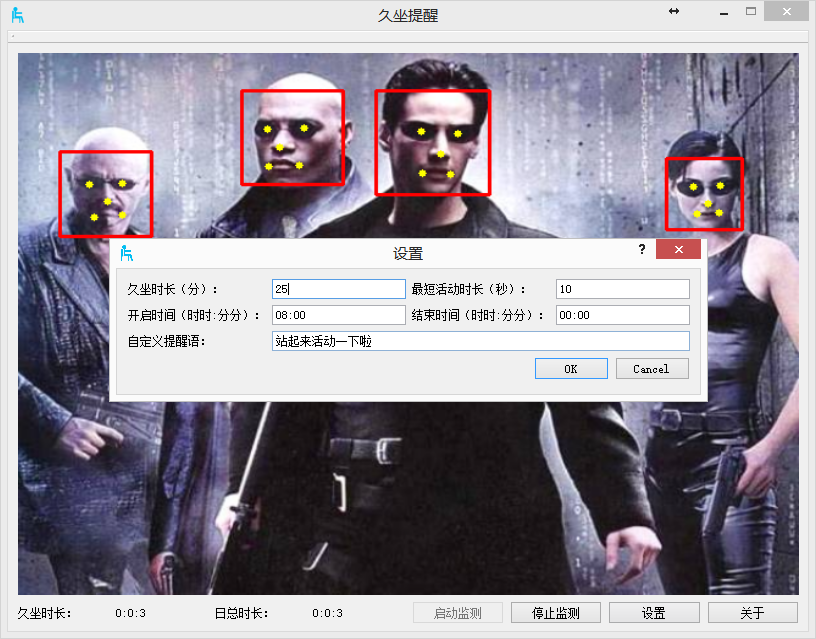 久坐提醒
设置
?
久坐时长（分）： 25 最短活动时长（秒）： 10
开启时间（时时:分分）： 08:00 结束时间（时时:分分）： 00:00
自定义提醒语： 站起来活动一下啦
OK Cancel
久坐时长： 0:0:3 日总时长： 0:0:3 启动监测 停止监测 设置 关于